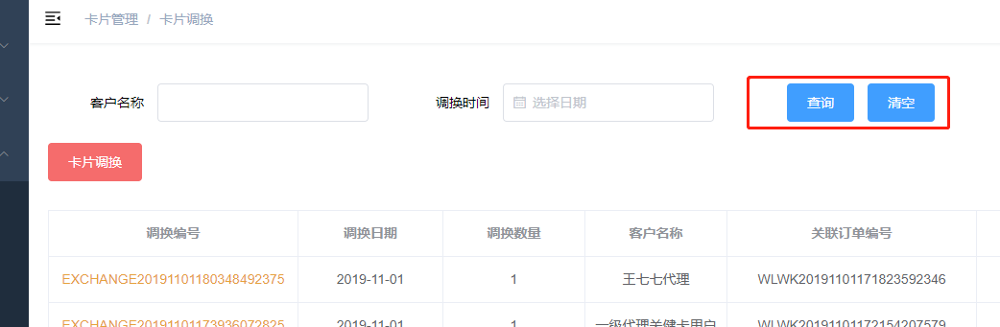 卡片管理 / 卡片调换
客户名称 调换时间 选择日期 查询 清空
卡片调换
调换编号 调换日期 调换数量 客户名称 关联订单编号
EXCHANGE20191101180348492375 2019-11-01 1 王七七代理 WLWK20191101171823592346
EXCHANGE20191101173936072825 2019-11-01 1 一级代理关健卡用户 WLWK20191101172154207579